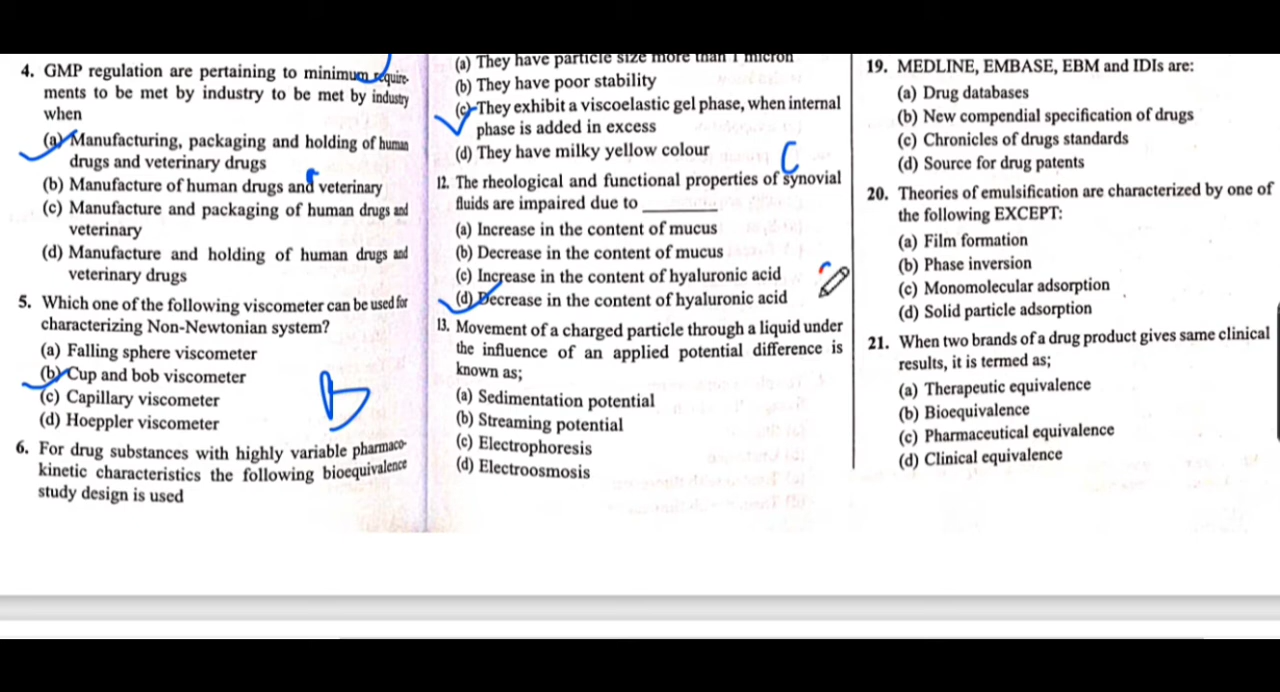 4. GMP regulation are pertaining to minimum require-
ments to be met by industry to be met by industry
when
(a) Manufacturing, packaging and holding of human
drugs and veterinary drugs
(b) Manufacture of human drugs and veterinary
(c) Manufacture and packaging of human drugs and
veterinary
(d) Manufacture and holding of human drugs and
veterinary drugs
5. Which one of the following viscometer can be used for
characterizing Non-Newtonian system?
(a) Falling sphere viscometer
(b) Cup and bob viscometer
(c) Capillary viscometer
(d) Hoeppler viscometer
B
6. For drug substances with highly variable pharmaco-
kinetic characteristics the following bioequivalence
study design is used
(a) They have particle size more than 1 micron
(b) They have poor stability
(c) They exhibit a viscoelastic gel phase, when internal
phase is added in excess
(d) They have milky yellow colour
C
12. The rheological and functional properties of synovial
fluids are impaired due to ________
(a) Increase in the content of mucus
(b) Decrease in the content of mucus
(c) Increase in the content of hyaluronic acid
(d) Decrease in the content of hyaluronic acid
13. Movement of a charged particle through a liquid under
the influence of an applied potential difference is
known as;
(a) Sedimentation potential
(b) Streaming potential
(c) Electrophoresis
(d) Electroosmosis
19. MEDLINE, EMBASE, EBM and IDIs are:
(a) Drug databases
(b) New compendial specification of drugs
(c) Chronicles of drugs standards
(d) Source for drug patents
20. Theories of emulsification are characterized by one of
the following EXCEPT:
(a) Film formation
(b) Phase inversion
(c) Monomolecular adsorption
(d) Solid particle adsorption
21. When two brands of a drug product gives same clinical
results, it is termed as;
(a) Therapeutic equivalence
(b) Bioequivalence
(c) Pharmaceutical equivalence
(d) Clinical equivalence